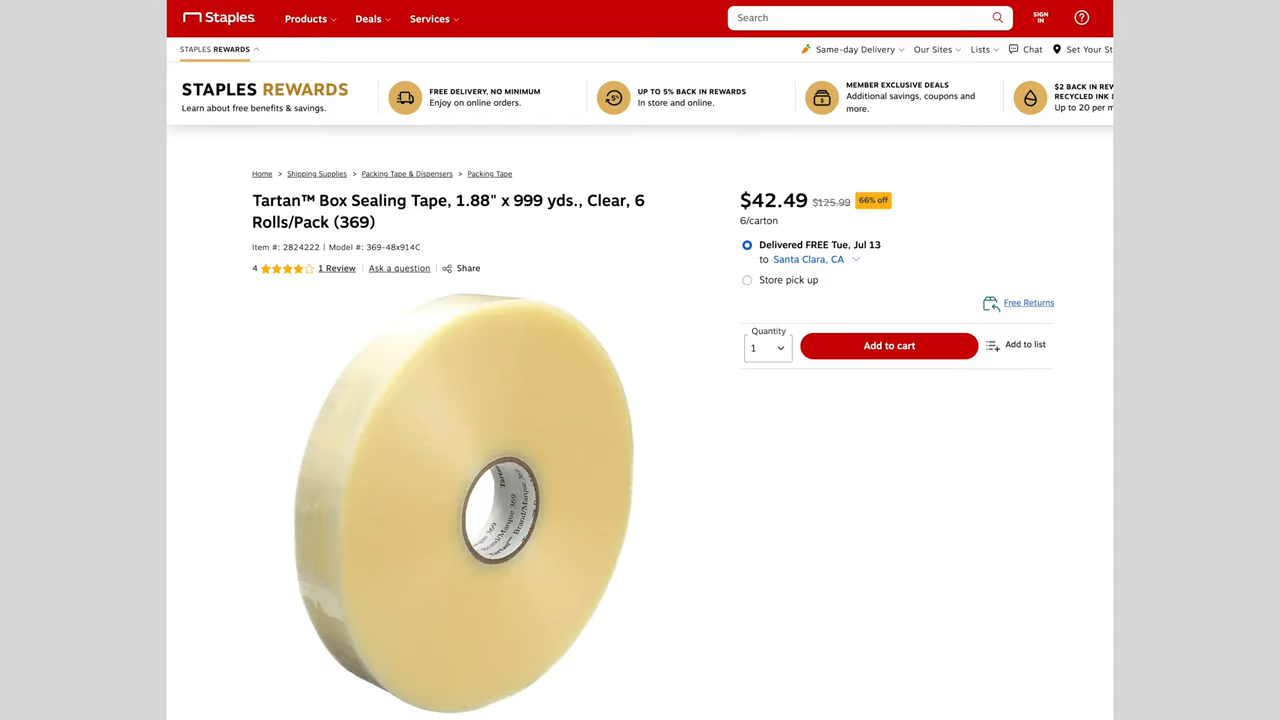 Staples
Products
Deals
Services
Search
SIGN
IN
STAPLES REWARDS
Same-day Delivery
Our Sites
Lists
Chat
Set Your St
STAPLES REWARDS
Learn about free benefits & savings.
FREE DELIVERY, NO MINIMUM
Enjoy on online orders.
UP TO 5% BACK IN REWARDS
In store and online.
MEMBER EXCLUSIVE DEALS
Additional savings, coupons and
more.
$2 BACK IN REW
RECYCLED INK
Up to 20 per m
Home > Shipping Supplies > Packing Tape & Dispensers > Packing Tape
Tartan™ Box Sealing Tape, 1.88" x 999 yds., Clear, 6
Rolls/Pack (369)
Item #: 2824222 | Model #: 369-48x914C
4
1 Review
Ask a question
Share
$42.49 $125.99 66% off
6/carton
Delivered FREE Tue, Jul 13
to Santa Clara, CA
Store pick up
Free Returns
Quantity
1
Add to cart
Add to list
Tartan™ Brand/Marque 369